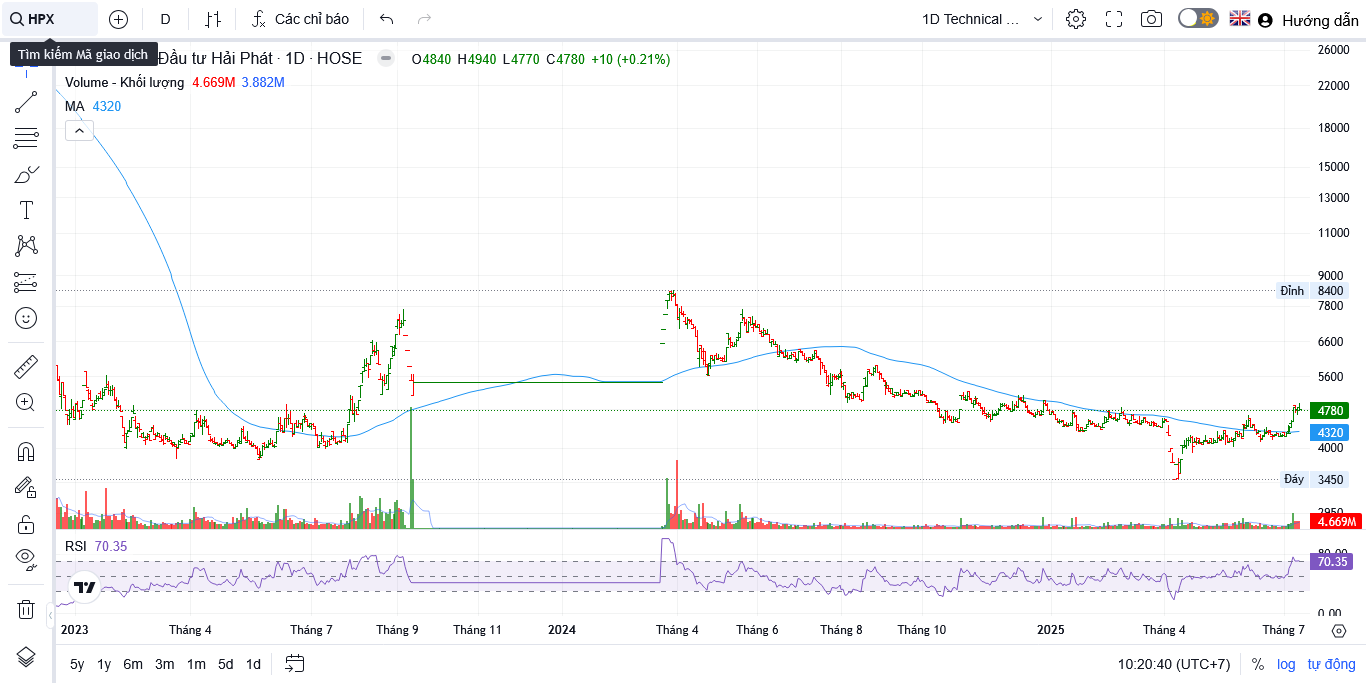 HPX
D
Các chỉ báo
1D Technical ...
Hướng dẫn
Tìm kiếm Mã giao dịch
Đầu tư Hải Phát · 1D · HOSE
O4840 H4940 L4770 C4780 +10 (+0.21%)
Volume - Khối lượng 4.669M 3.882M
MA 4320
26000
22000
18000
15000
13000
11000
9000
Đỉnh 8400
7800
6600
5600
4780
4320
4000
Đáy 3450
2950
4.669M
RSI 70.35
80.00
70.35
0.00
2023 Tháng 4 Tháng 7 Tháng 9 Tháng 11 2024 Tháng 4 Tháng 6 Tháng 8 Tháng 10 2025 Tháng 4 Tháng 7
5y 1y 6m 3m 1m 5d 1d
10:20:40 (UTC+7) % log tự động